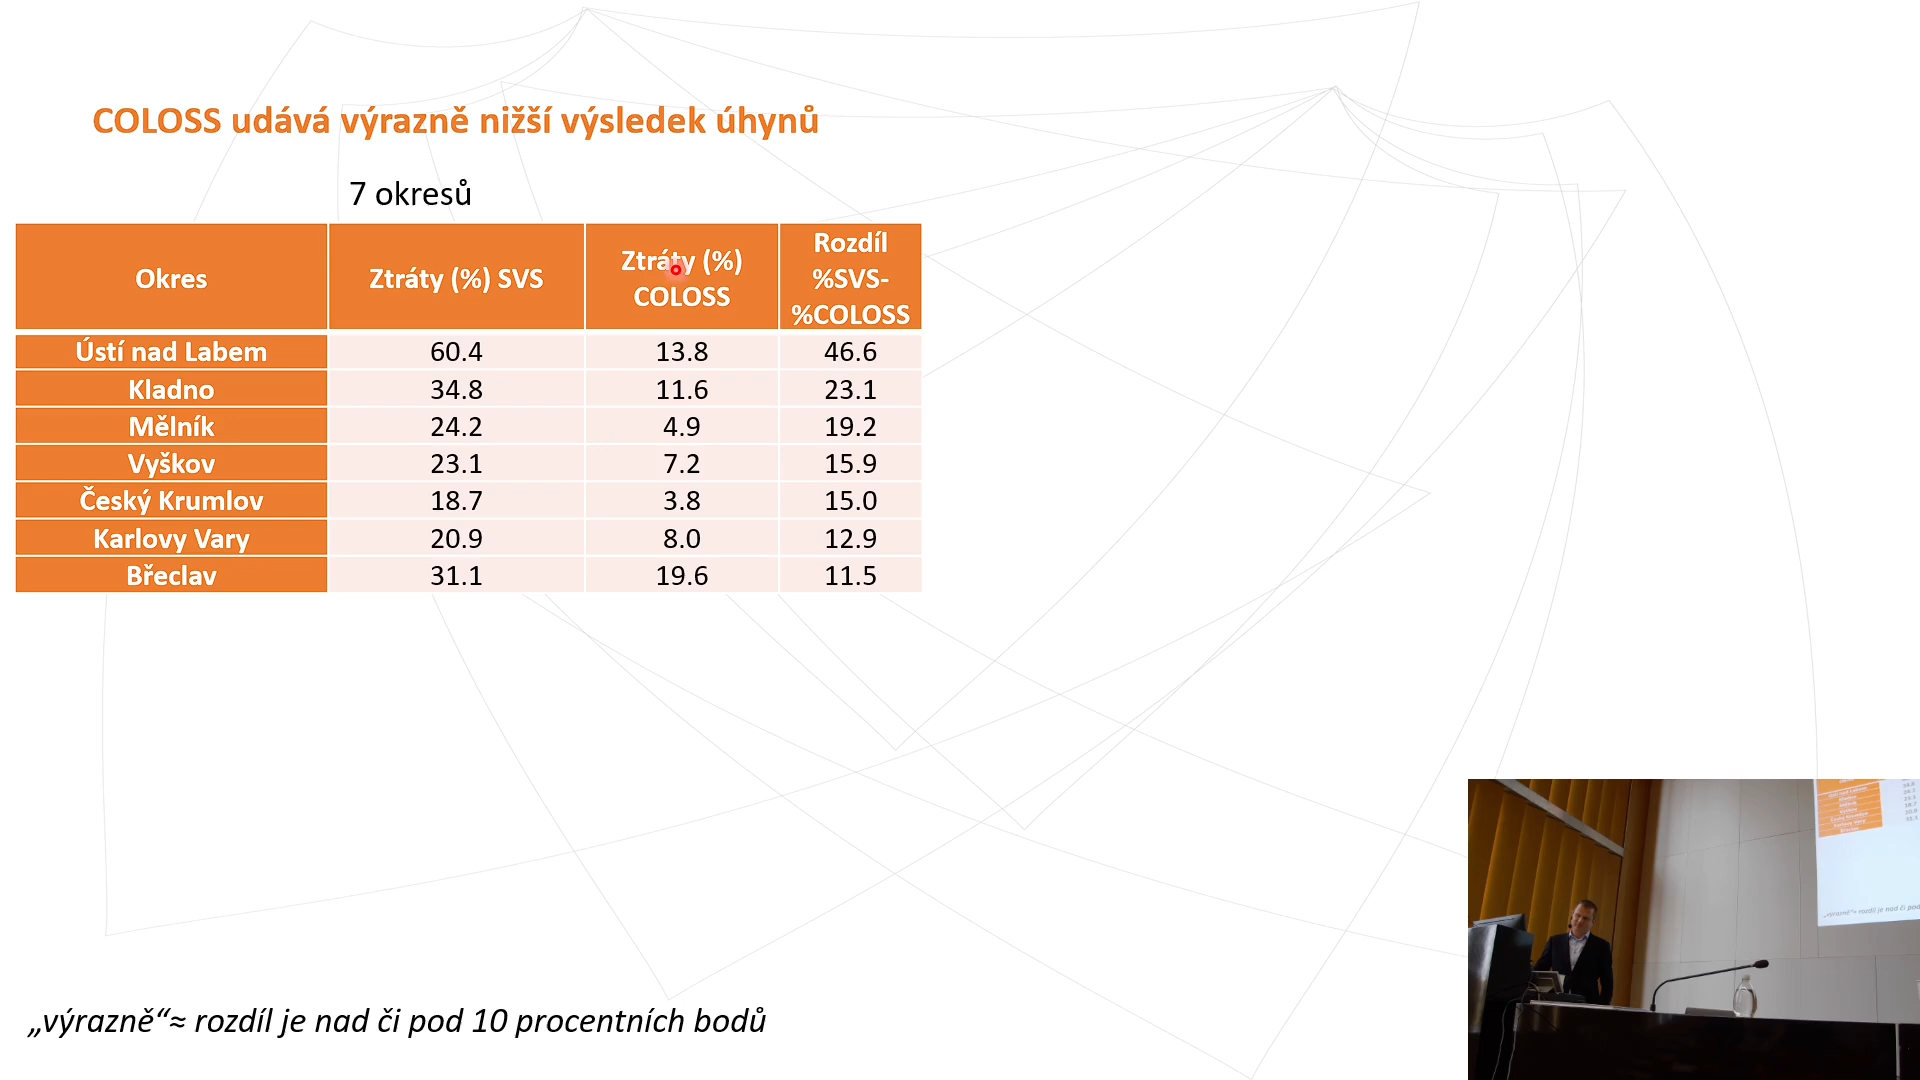 COLOSS udává výrazně nižší výsledek úhynů
7 okresů
Okres Ztráty (%) SVS Ztráty (%) COLOSS Rozdíl %SVS-%COLOSS
Ústí nad Labem 60.4 13.8 46.6
Kladno 34.8 11.6 23.1
Mělník 24.2 4.9 19.2
Vyškov 23.1 7.2 15.9
Český Krumlov 18.7 3.8 15.0
Karlovy Vary 20.9 8.0 12.9
Břeclav 31.1 19.6 11.5
„výrazně“≈ rozdíl je nad či pod 10 procentních bodů